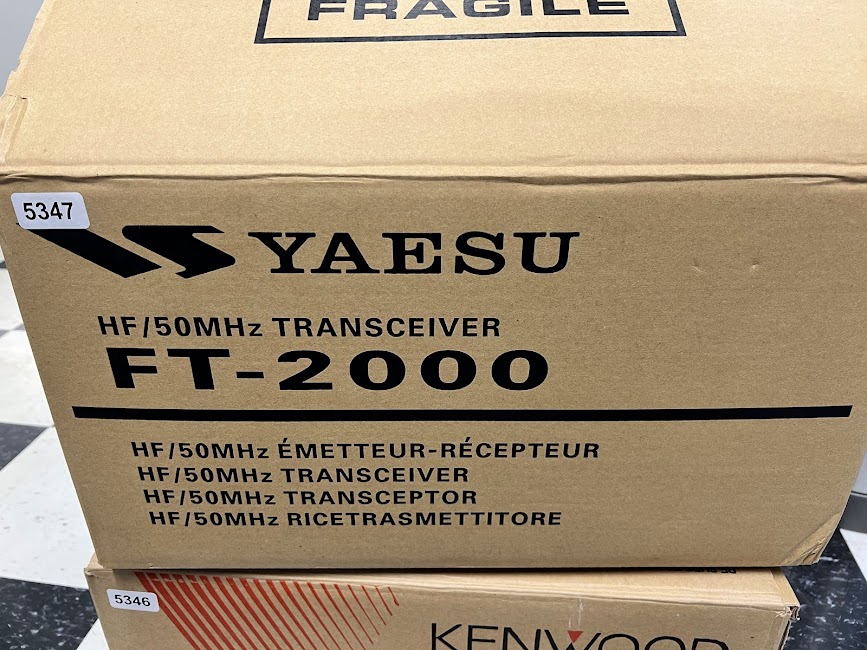 FRAGILE
5347
YAESU
HF/50MHz TRANSCEIVER
FT-2000
HF/50MHz ÉMETTEUR-RÉCEPTEUR
HF/50MHz TRANSCEIVER
HF/50MHz TRANSCEPTOR
HF/50MHz RICETRASMETTITORE
5346
KENWOOD